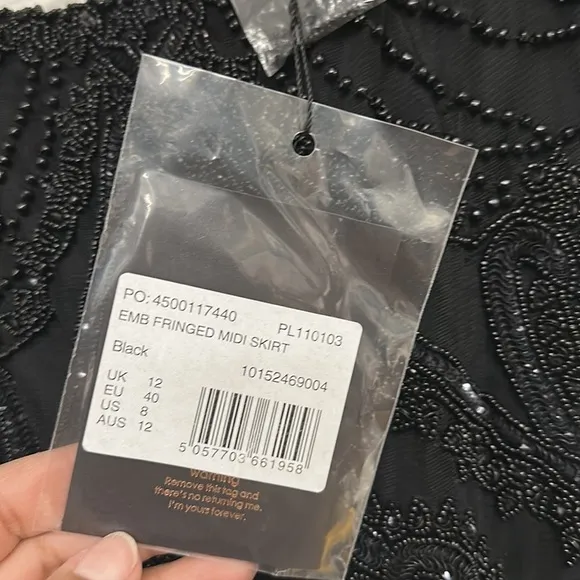 PO: 4500117440 PL110103
EMB FRINGED MIDI SKIRT
Black 10152469004
UK 12
EU 40
US 8
AUS 12
5 057703 661958
warning
Remove this tag and
there's no returning me.
I'm yours forever.